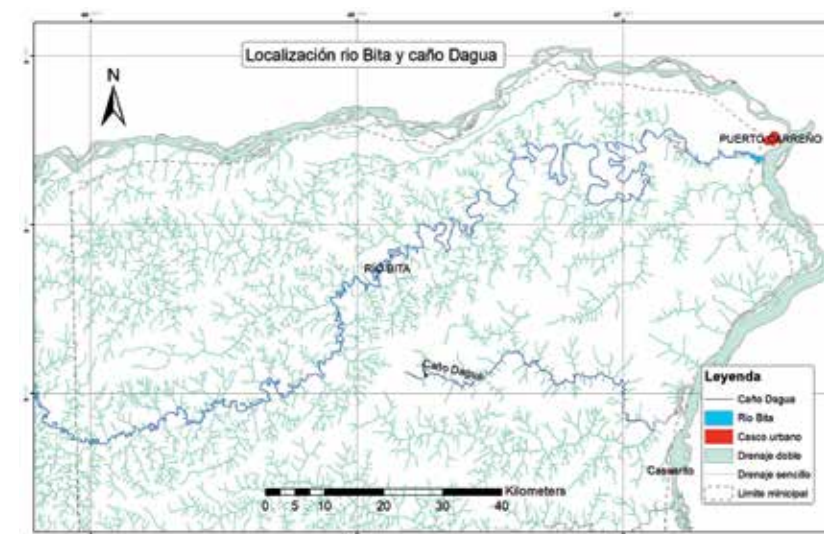 Localización rio Bita y caño Dagua
N
PUERTO CARREÑO
RÍO BITA
Caño Dagua
Casuarito
Leyenda
Caño Dagua
Río Bita
Casco urbano
Drenaje doble
Drenaje sencillo
Limite minicipal
Kilometers
0 5 10 20 30 40